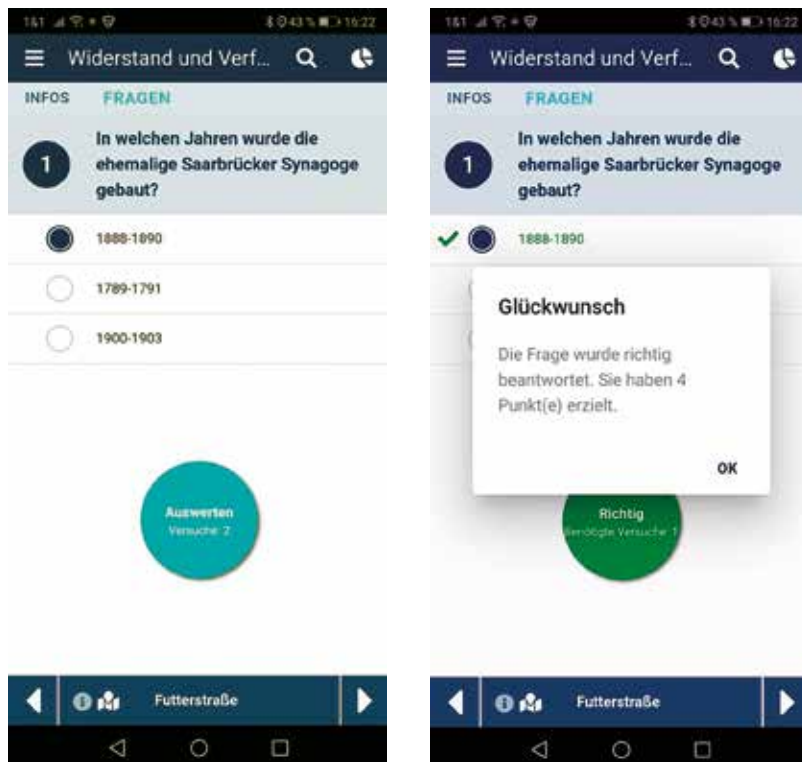 1&1 43 % 16:22
Widerstand und Verf...
INFOS FRAGEN
1
In welchen Jahren wurde die
ehemalige Saarbrücker Synagoge
gebaut?
1888-1890
1789-1791
1900-1903
Auswerten
Versuche: 2
Futterstraße
1&1 43 % 16:22
Widerstand und Verf...
INFOS FRAGEN
1
In welchen Jahren wurde die
ehemalige Saarbrücker Synagoge
gebaut?
1888-1890
Glückwunsch
Die Frage wurde richtig
beantwortet. Sie haben 4
Punkt(e) erzielt.
OK
Richtig
Benötigte Versuche: 1
Futterstraße